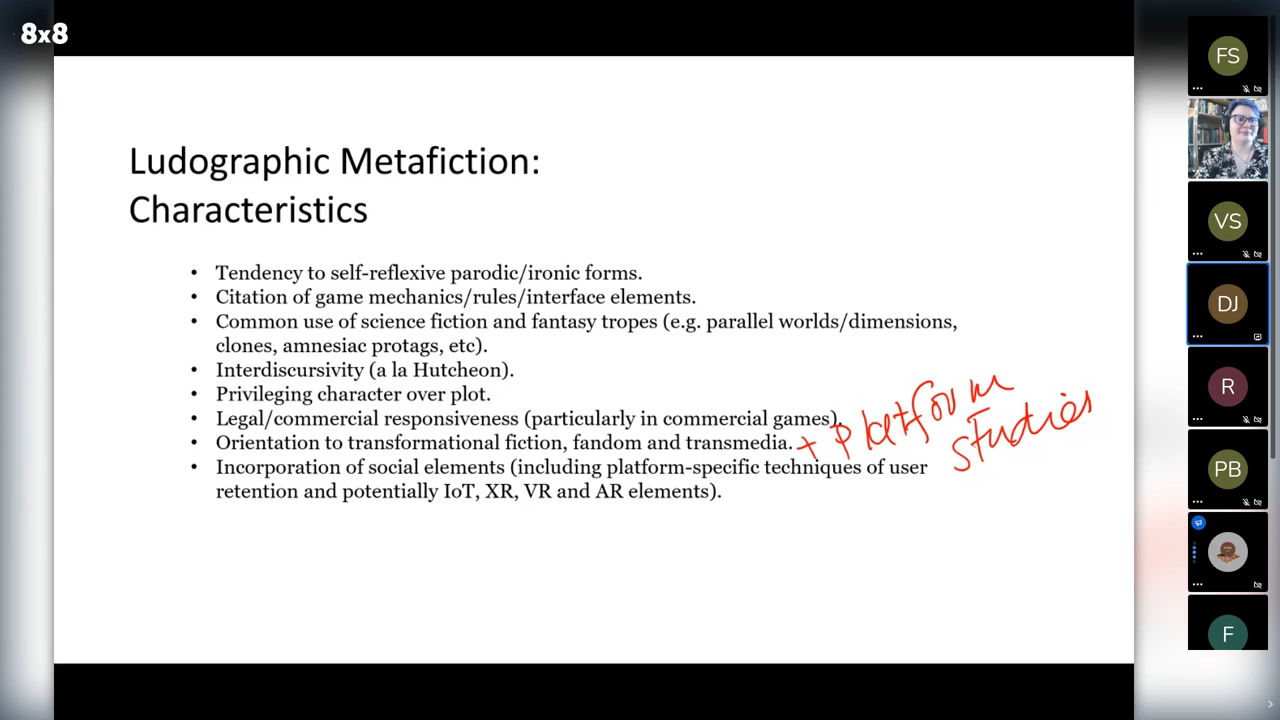 8x8
Ludographic Metafiction:
Characteristics
• Tendency to self-reflexive parodic/ironic forms.
• Citation of game mechanics/rules/interface elements.
• Common use of science fiction and fantasy tropes (e.g. parallel worlds/dimensions,
clones, amnesiac protags, etc).
• Interdiscursivity (a la Hutcheon).
• Privileging character over plot.
• Legal/commercial responsiveness (particularly in commercial games).
• Orientation to transformational fiction, fandom and transmedia.
+ Platform
studies
• Incorporation of social elements (including platform-specific techniques of user
retention and potentially IoT, XR, VR and AR elements).
FS
VS
DJ
R
PB
F